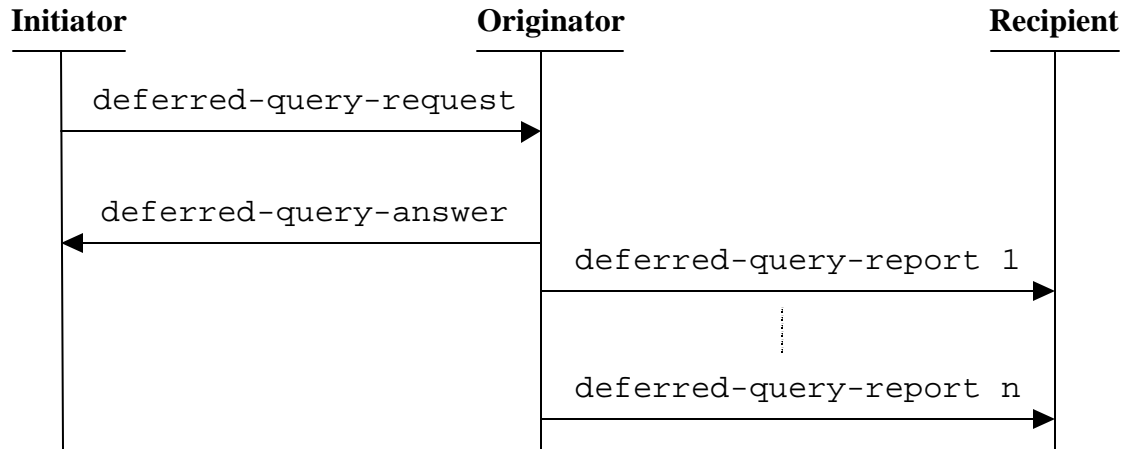 Initiator
Originator
Recipient
deferred-query-request
deferred-query-answer
deferred-query-report 1
deferred-query-report n